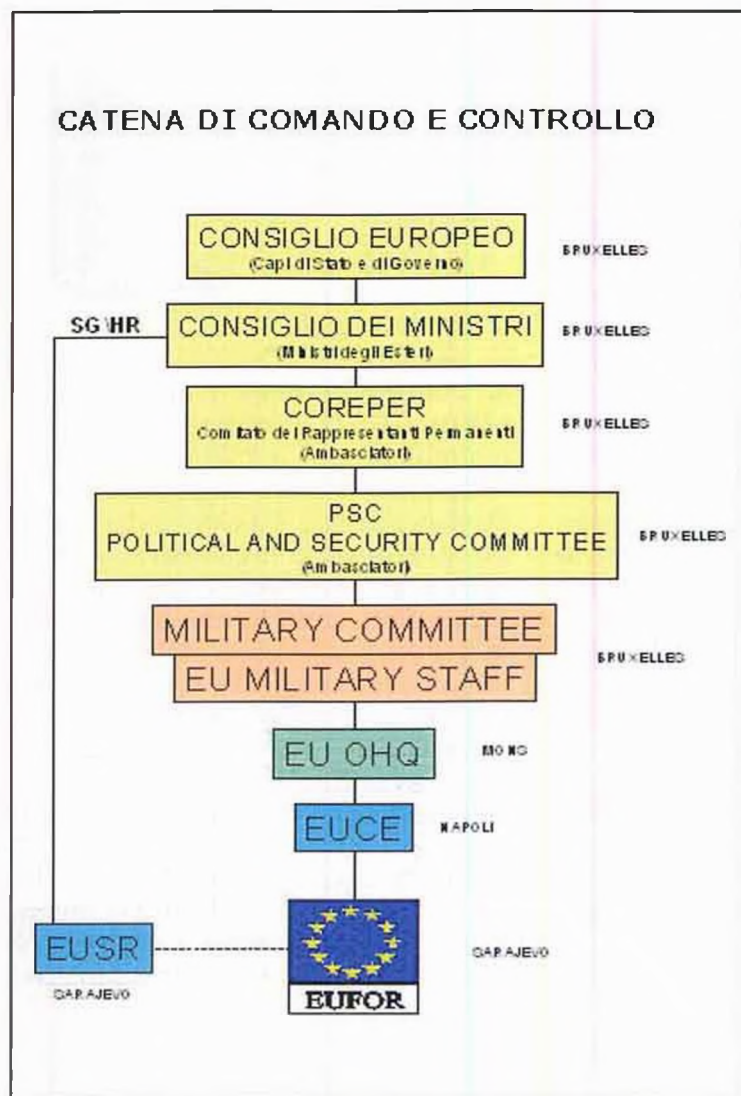 CATENA DI COMANDO E CONTROLLO
CONSIGLIO EUROPEO
(Capi di Stato e di Governo)
BRUXELLES
SG\HR
CONSIGLIO DEI MINISTRI
(Ministri degli Esteri)
BRUXELLES
COREPER
Comitato dei Rappresentanti Permanenti
(Ambasciatori)
BRUXELLES
PSC
POLITICAL AND SECURITY COMMITTEE
(Ambasciatori)
BRUXELLES
MILITARY COMMITTEE
EU MILITARY STAFF
BRUXELLES
EU OHQ
MONS
EUCE
NAPOLI
EUSR
SARAJEVO
EUFOR
SARAJEVO